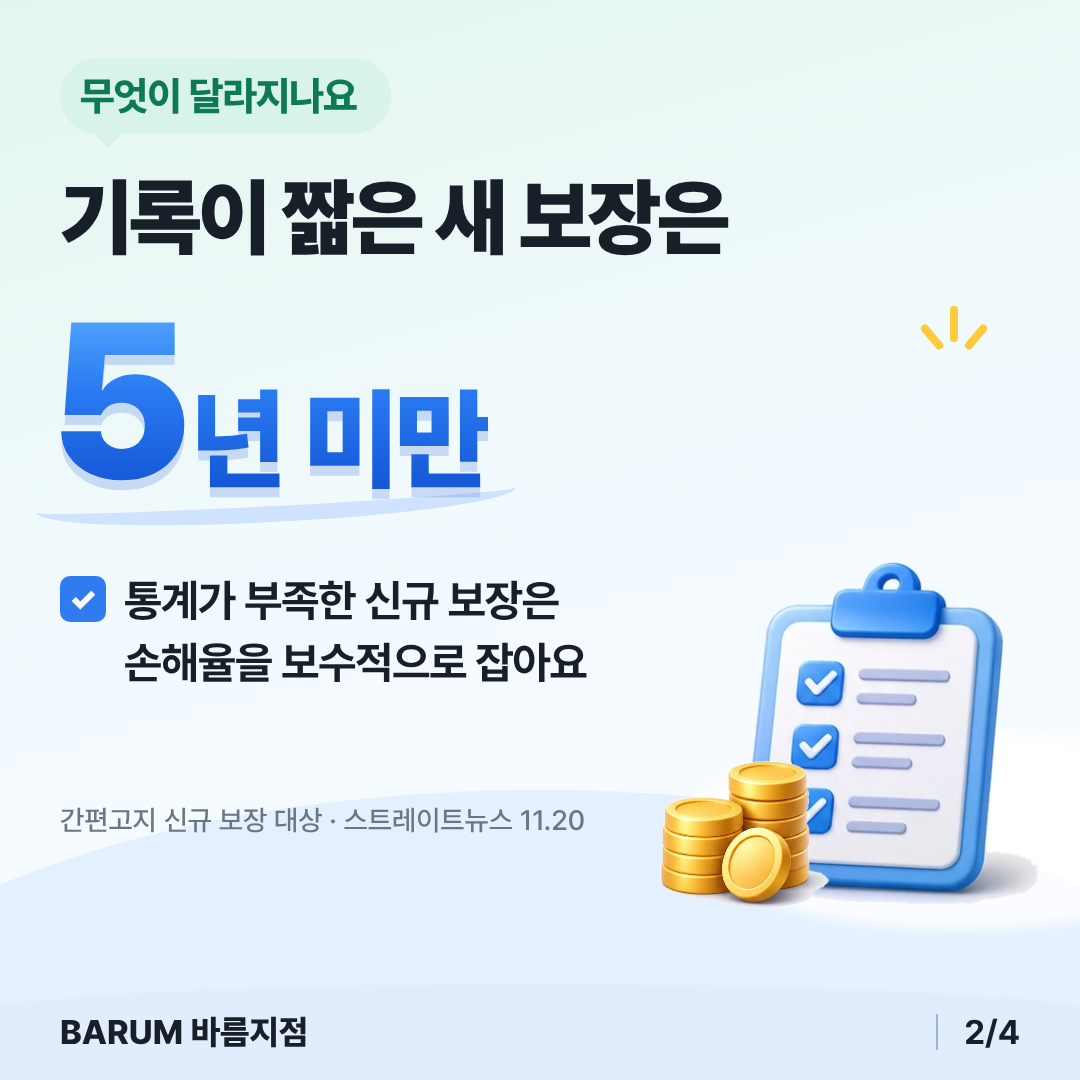 무엇이 달라지나요
기록이 짧은 새 보장은
5년 미만
통계가 부족한 신규 보장은
손해율을 보수적으로 잡아요
간편고지 신규 보장 대상 · 스트레이트뉴스 11.20
BARUM 바름지점
2/4